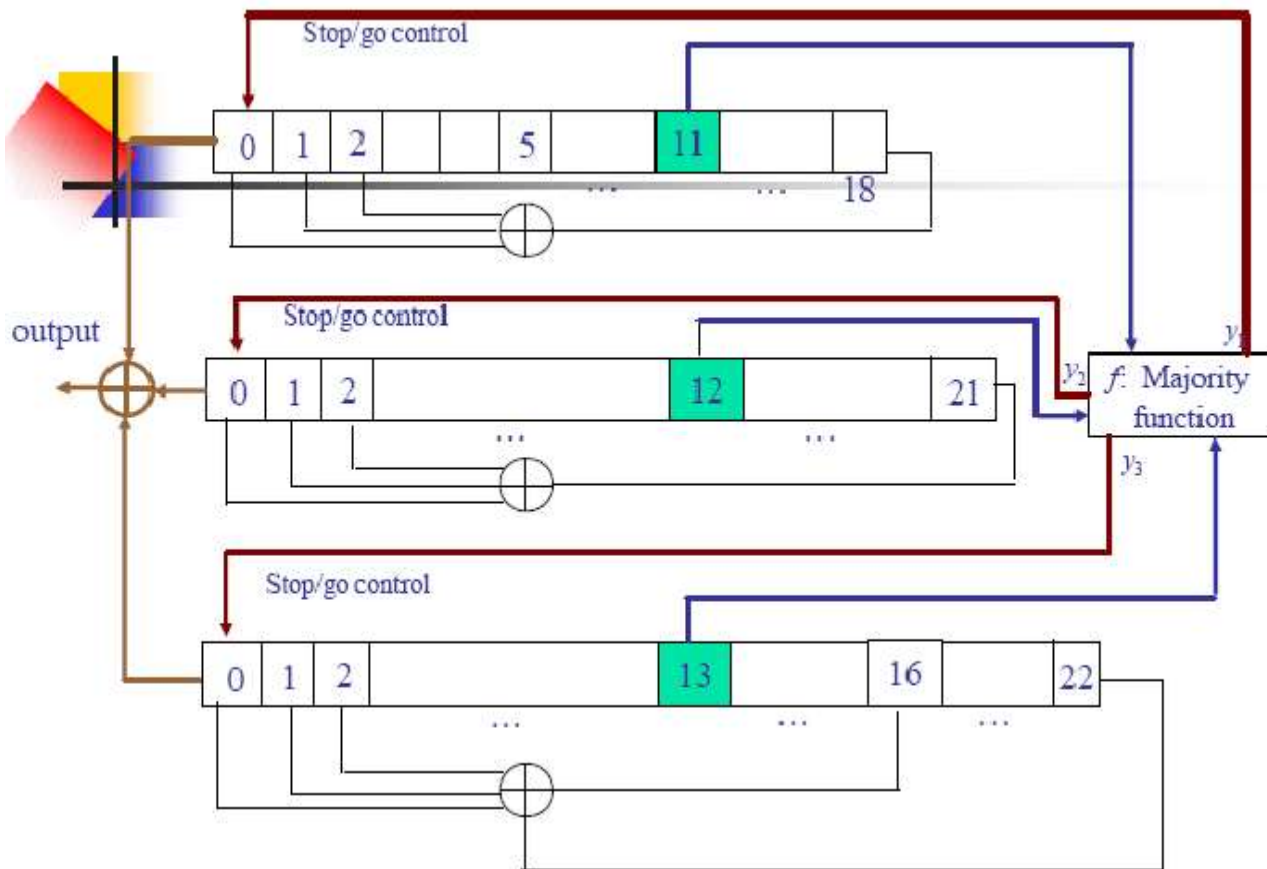 Stop/go control
0 1 2 5 11
... ... 18
Stop/go control
output
y1
y2
0 1 2 12 21
f: Majority
function
... ...
y3
Stop/go control
0 1 2 13 16 22
... ... ...